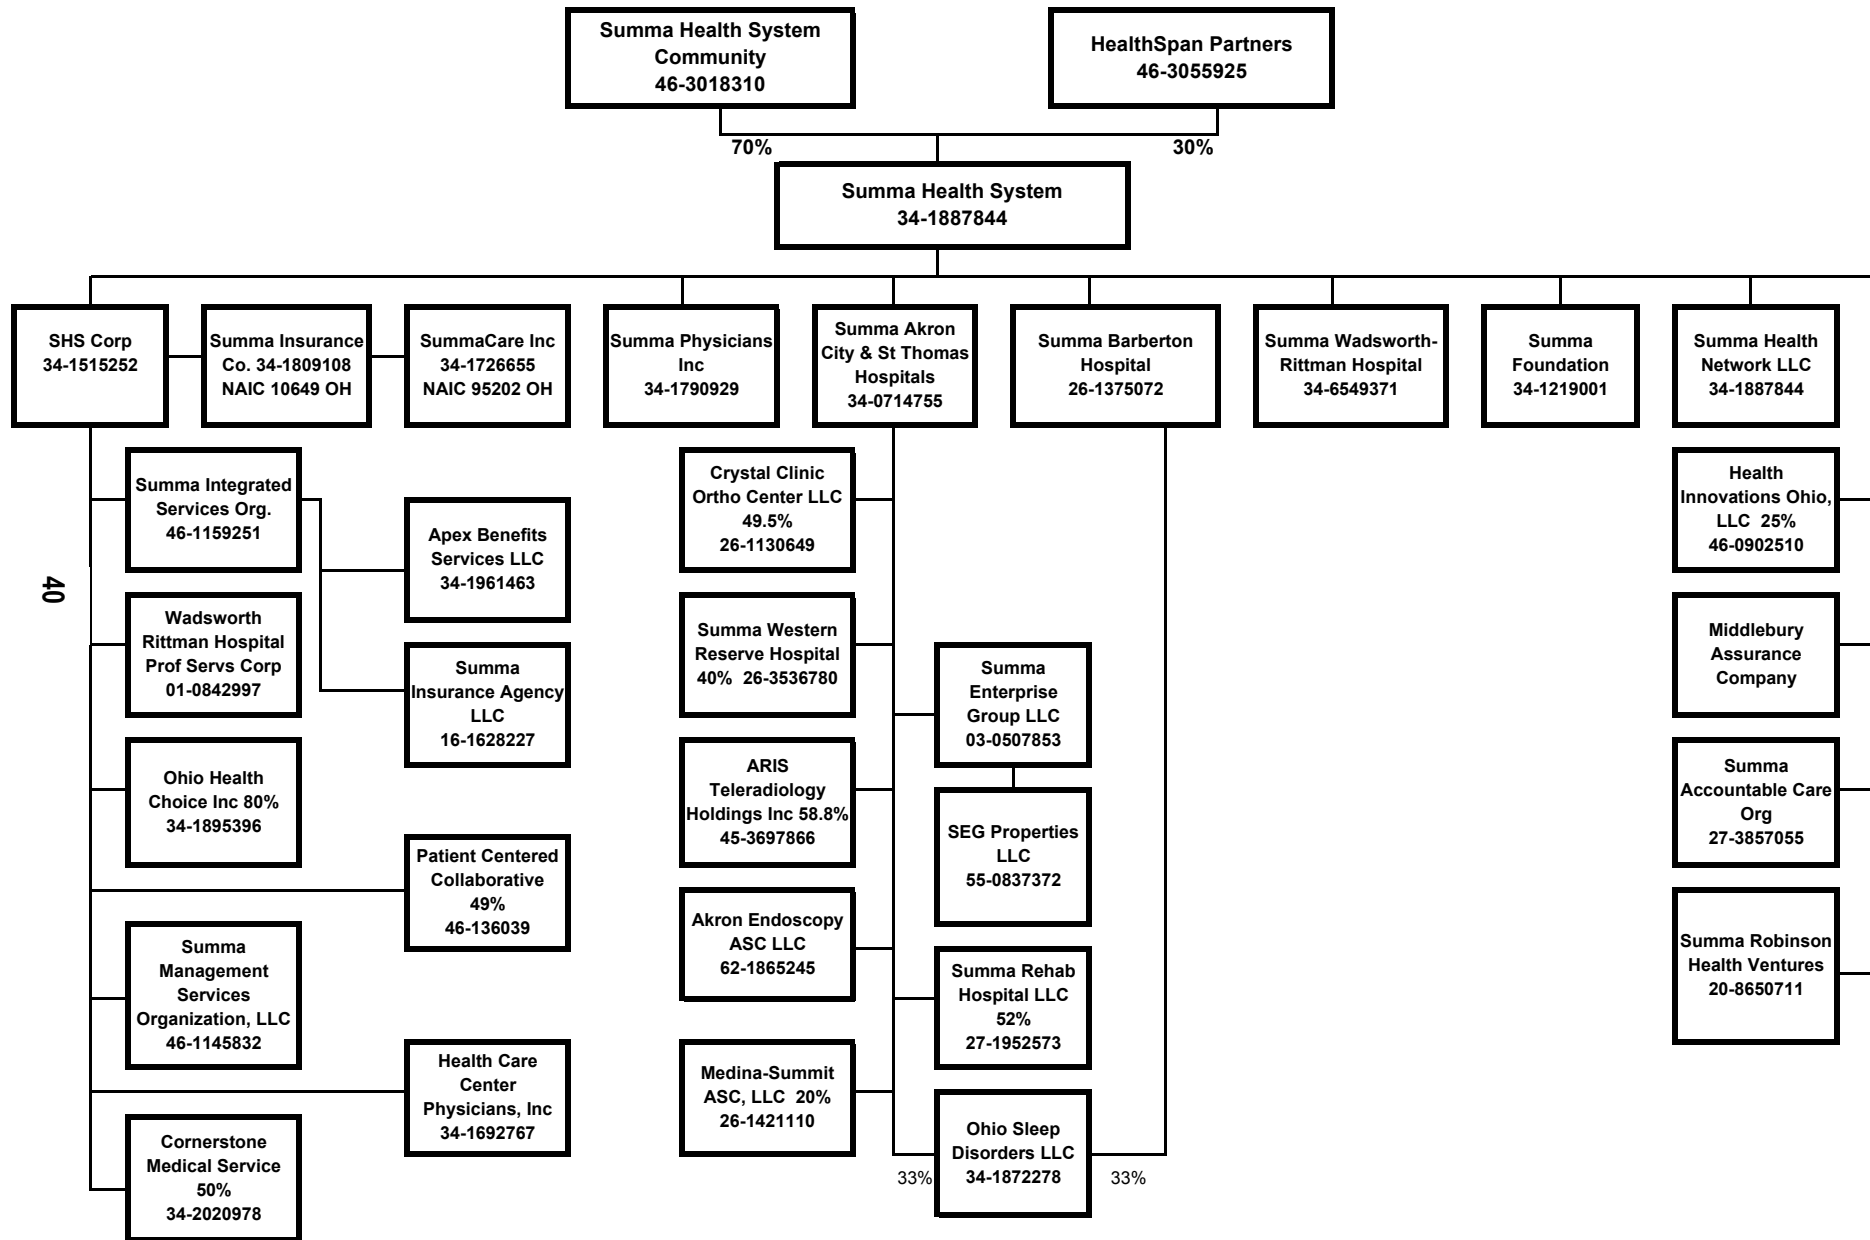 Summa Health System
Community
46-3018310
HealthSpan Partners
46-3055925
70%
30%
Summa Health System
34-1887844
SHS Corp
34-1515252
Summa Insurance
Co. 34-1809108
NAIC 10649 OH
SummaCare Inc
34-1726655
NAIC 95202 OH
Summa Physicians
Inc
34-1790929
Summa Akron
City & St Thomas
Hospitals
34-0714755
Summa Barberton
Hospital
26-1375072
Summa Wadsworth-
Rittman Hospital
34-6549371
Summa
Foundation
34-1219001
Summa Health
Network LLC
34-1887844
40
Summa Integrated
Services Org.
46-1159251
Wadsworth
Rittman Hospital
Prof Servs Corp
01-0842997
Ohio Health
Choice Inc 80%
34-1895396
Summa
Management
Services
Organization, LLC
46-1145832
Cornerstone
Medical Service
50%
34-2020978
Apex Benefits
Services LLC
34-1961463
Summa
Insurance Agency
LLC
16-1628227
Patient Centered
Collaborative
49%
46-136039
Health Care
Center
Physicians, Inc
34-1692767
Crystal Clinic
Ortho Center LLC
49.5%
26-1130649
Summa Western
Reserve Hospital
40% 26-3536780
ARIS
Teleradiology
Holdings Inc 58.8%
45-3697866
Akron Endoscopy
ASC LLC
62-1865245
Medina-Summit
ASC, LLC 20%
26-1421110
Summa
Enterprise
Group LLC
03-0507853
SEG Properties
LLC
55-0837372
Summa Rehab
Hospital LLC
52%
27-1952573
Ohio Sleep
Disorders LLC
34-1872278
33%
33%
Health
Innovations Ohio,
LLC 25%
46-0902510
Middlebury
Assurance
Company
Summa
Accountable Care
Org
27-3857055
Summa Robinson
Health Ventures
20-8650711